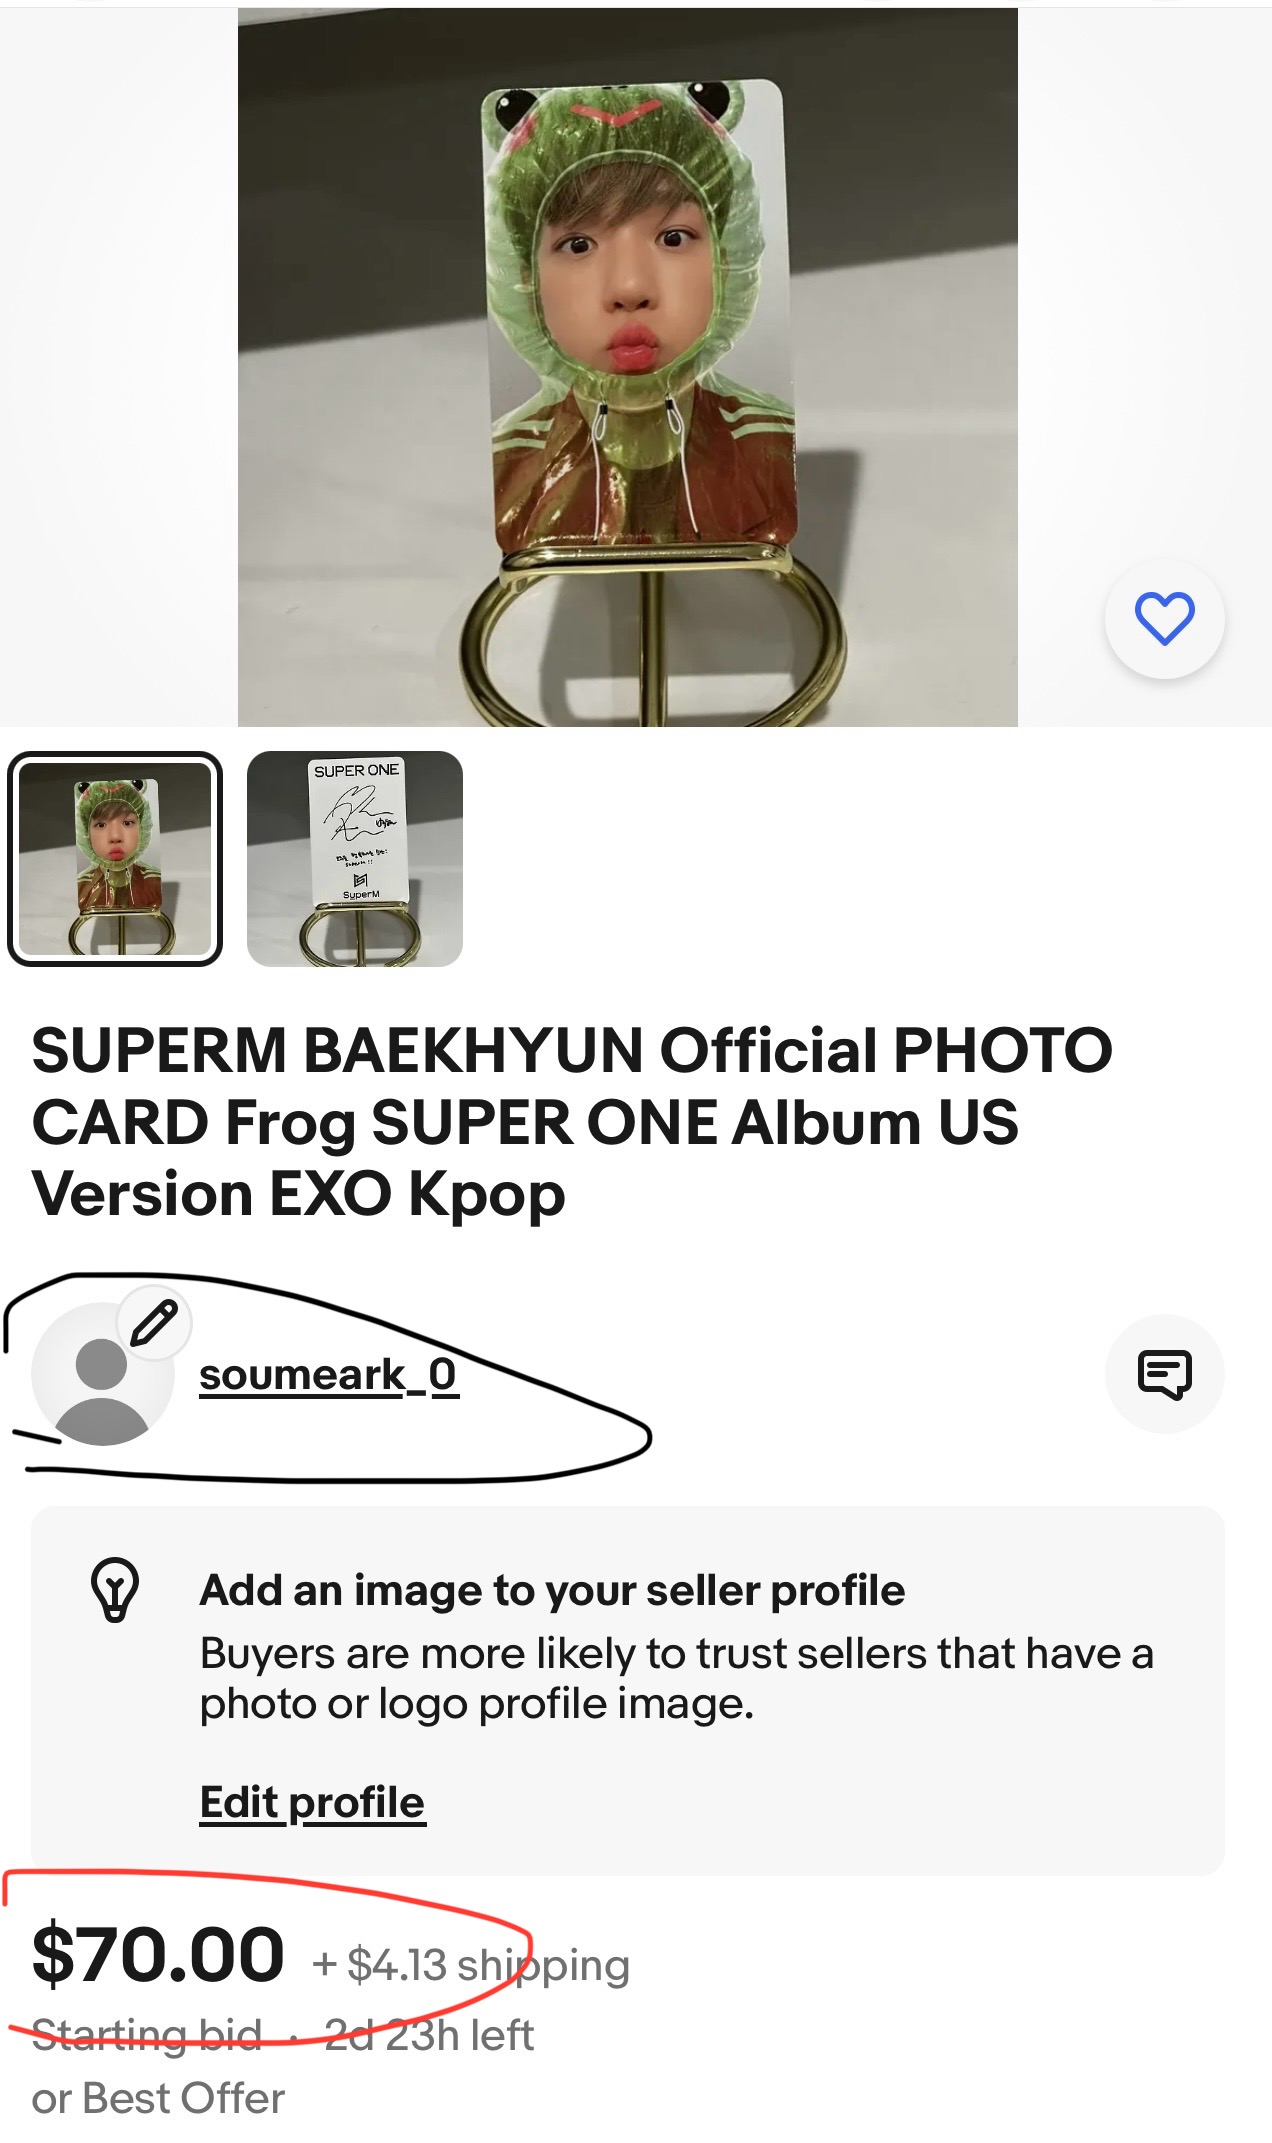 SUPER ONE
SuperM
SUPERM BAEKHYUN Official PHOTO
CARD Frog SUPER ONE Album US
Version EXO Kpop
soumeark_0
Add an image to your seller profile
Buyers are more likely to trust sellers that have a
photo or logo profile image.
Edit profile
$70.00 + $4.13 shipping
Starting bid · 2d 23h left
or Best Offer